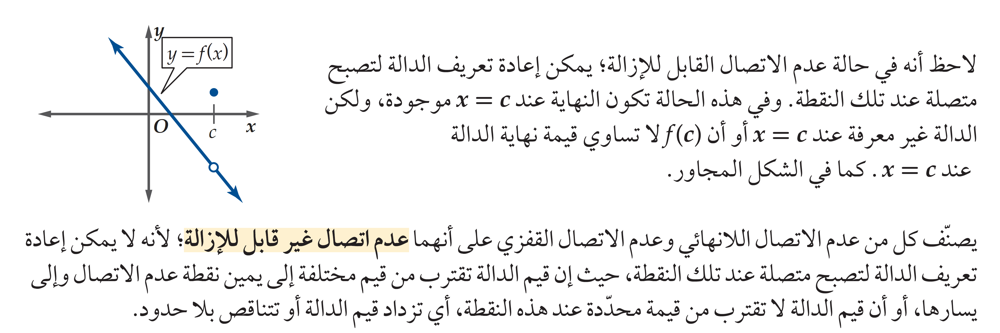 y
y = f(x)
O
c
x
لاحظ أنه في حالة عدم الاتصال القابل للإزالة؛ يمكن إعادة تعريف الدالة لتصبح
متصلة عند تلك النقطة. وفي هذه الحالة تكون النهاية عند x = c موجودة، ولكن
الدالة غير معرفة عند x = c أو أن f(c) لا تساوي قيمة نهاية الدالة
عند x = c . كما في الشكل المجاور.
يصنّف كل من عدم الاتصال اللانهائي وعدم الاتصال القفزي على أنهما عدم اتصال غير قابل للإزالة؛ لأنه لا يمكن إعادة
تعريف الدالة لتصبح متصلة عند تلك النقطة، حيث إن قيم الدالة تقترب من قيم مختلفة إلى يمين نقطة عدم الاتصال وإلى
يسارها، أو أن قيم الدالة لا تقترب من قيمة محدّدة عند هذه النقطة، أي تزداد قيم الدالة أو تتناقص بلا حدود.